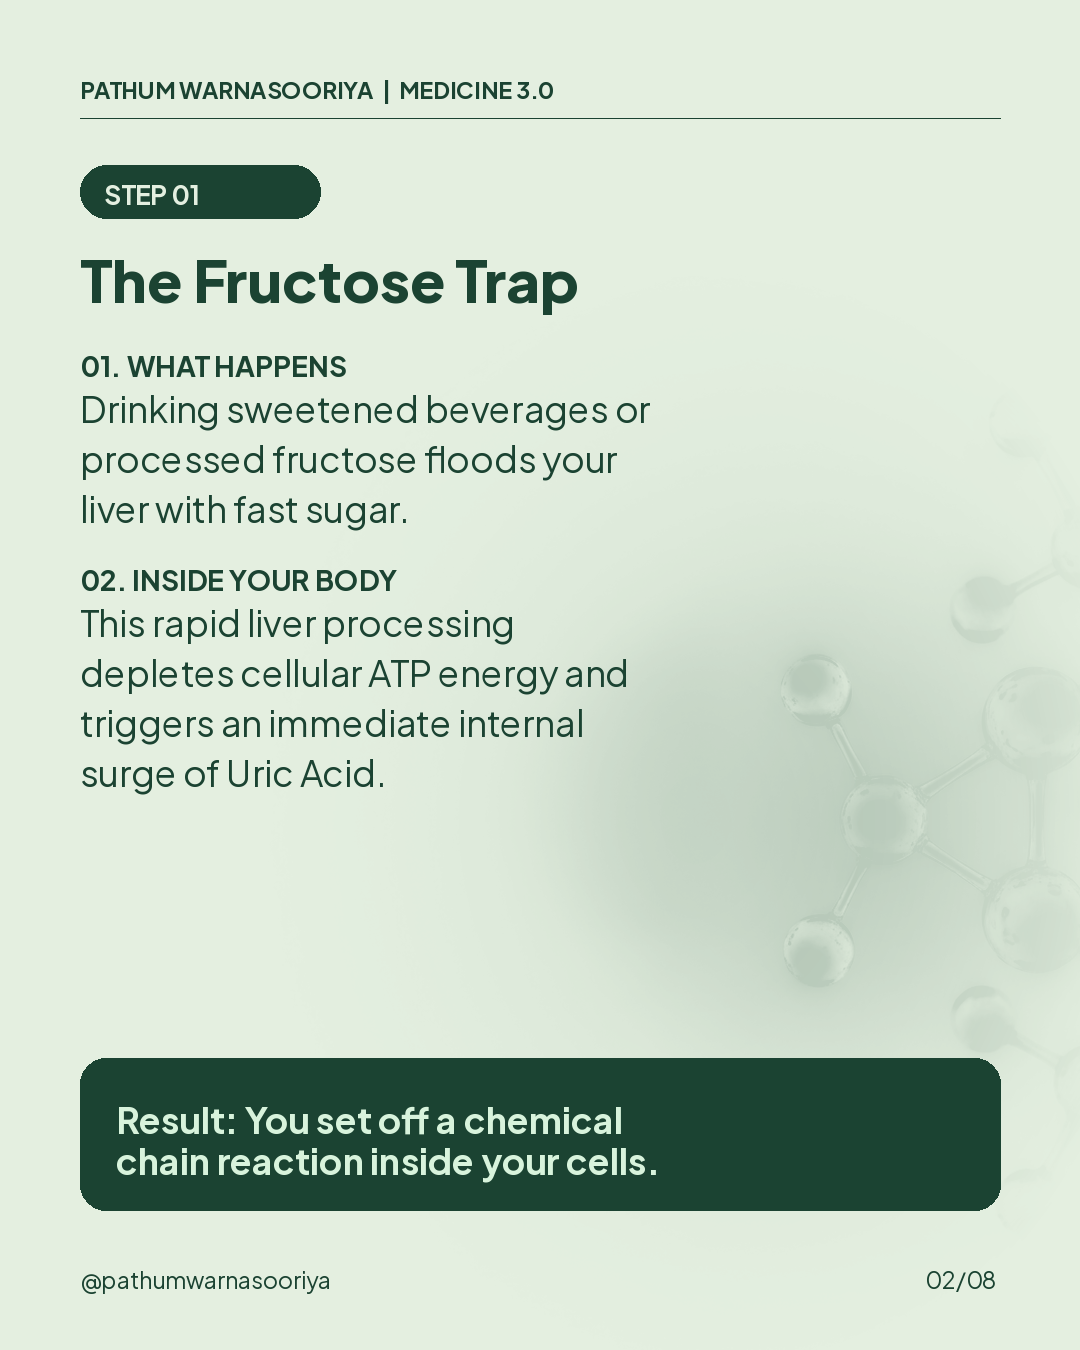 PATHUM WARNASOORIYA | MEDICINE 3.0
STEP 01
The Fructose Trap
01. WHAT HAPPENS
Drinking sweetened beverages or
processed fructose floods your
liver with fast sugar.
02. INSIDE YOUR BODY
This rapid liver processing
depletes cellular ATP energy and
triggers an immediate internal
surge of Uric Acid.
Result: You set off a chemical
chain reaction inside your cells.
@pathumwarnasooriya
02/08